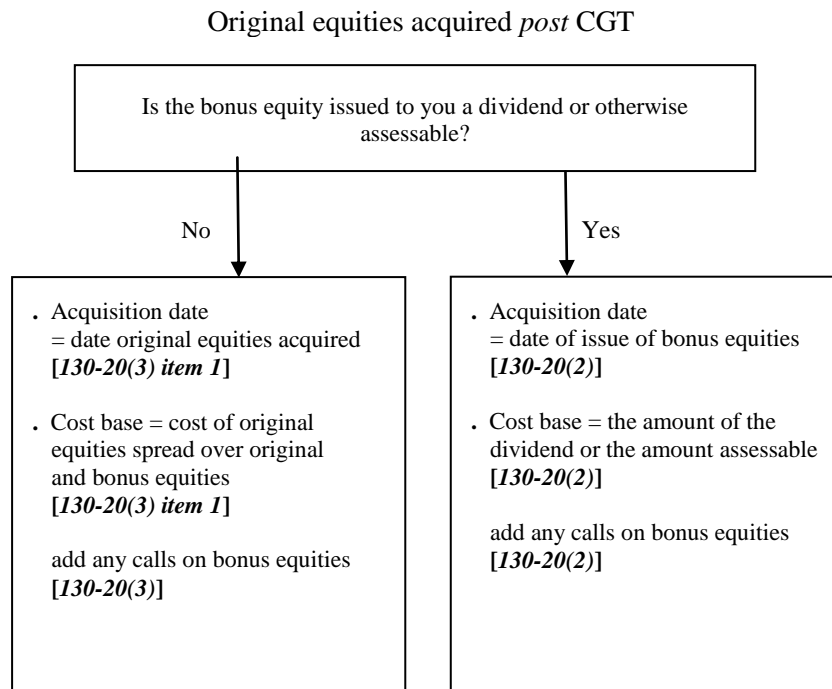 Original equities acquired post CGT
Is the bonus equity issued to you a dividend or otherwise
assessable?
No
Yes
. Acquisition date
= date original equities acquired
[130-20(3) item 1]
. Cost base = cost of original
equities spread over original
and bonus equities
[130-20(3) item 1]
add any calls on bonus equities
[130-20(3)]
. Acquisition date
= date of issue of bonus equities
[130-20(2)]
. Cost base = the amount of the
dividend or the amount assessable
[130-20(2)]
add any calls on bonus equities
[130-20(2)]